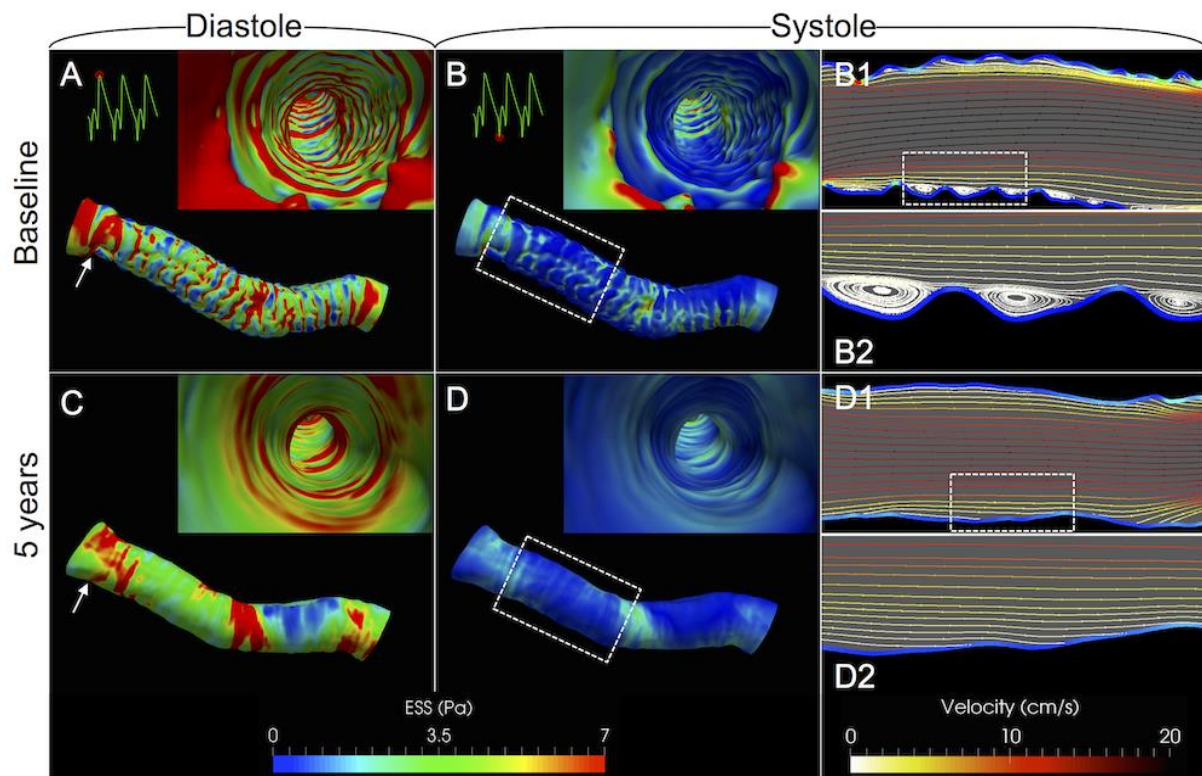 Diastole
Systole
Baseline
A
B
B1
B2
5 years
C
D
D1
D2
ESS (Pa)
0
3.5
7
Velocity (cm/s)
0
10
20